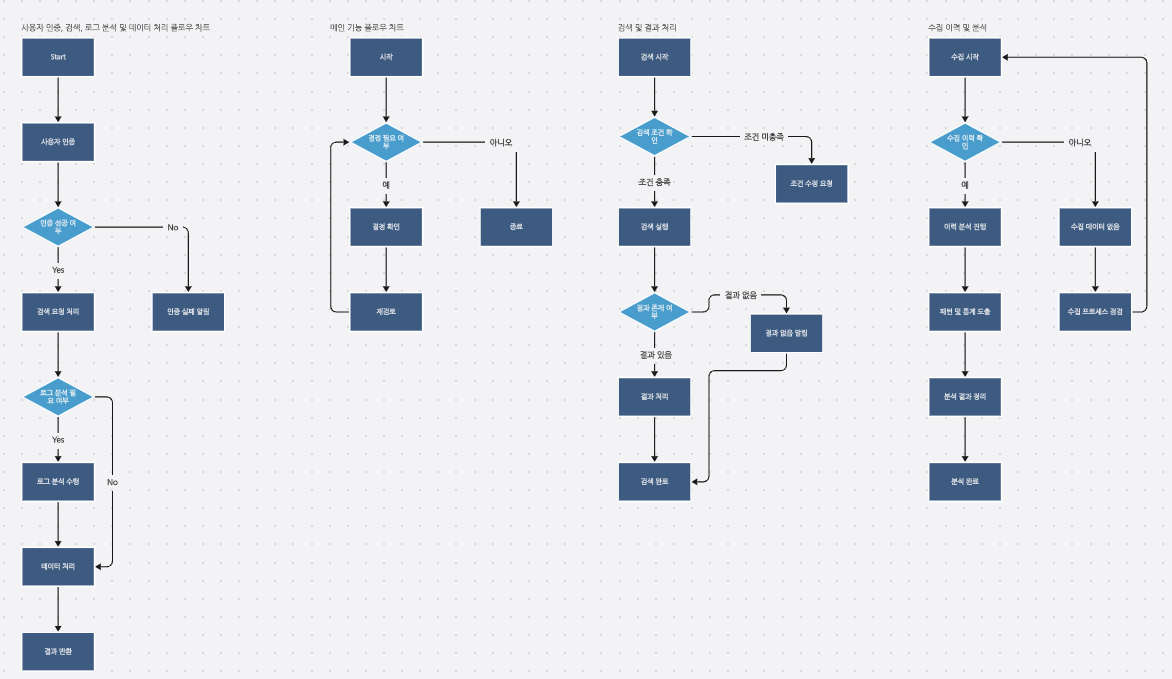 사용자 인증, 검색, 로그 분석 및 데이터 처리 플로우 차트
Start
사용자 인증
인증 성공 여
부
No
Yes
검색 요청 처리
인증 실패 알림
로그 분석 필
요 여부
Yes
No
로그 분석 수행
데이터 처리
결과 반환
메인 기능 플로우 차트
시작
결정 필요 여
부
아니오
예
결정 확인
종료
재검토
검색 및 결과 처리
검색 시작
검색 조건 확
인
조건 미충족
조건 수정 요청
조건 충족
검색 실행
결과 존재 여
부
결과 없음
결과 없음 알림
결과 있음
결과 처리
검색 완료
수집 이력 및 분석
수집 시작
수집 이력 확
인
아니오
예
이력 분석 진행
수집 데이터 없음
패턴 및 통계 도출
수집 프로세스 점검
분석 결과 정리
분석 완료